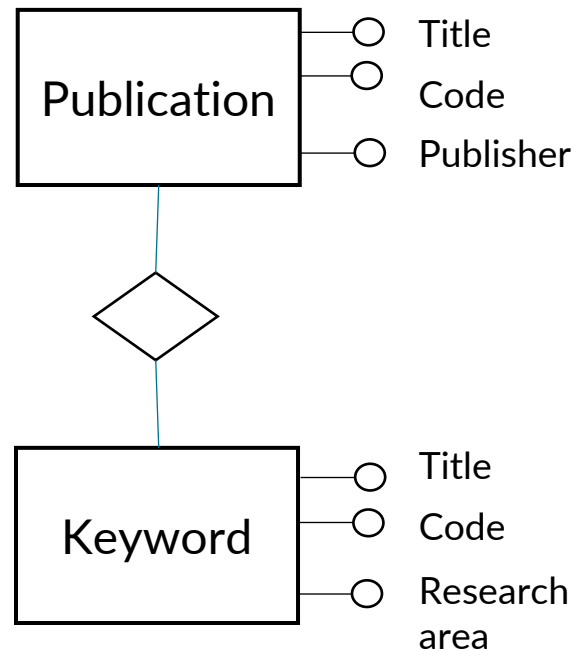 Title
Publication
Code
Publisher
Title
Keyword
Code
Research
area